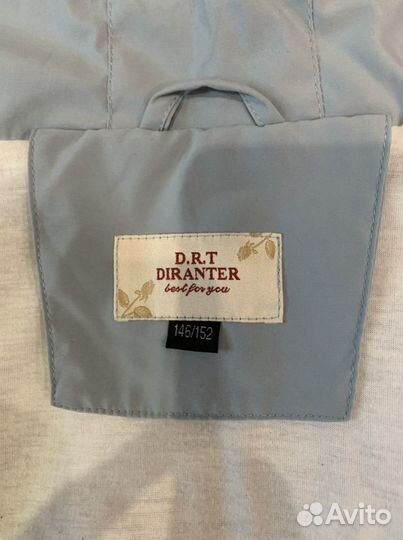 D.R.T
DIRANTER
best for you
146/152
Avito